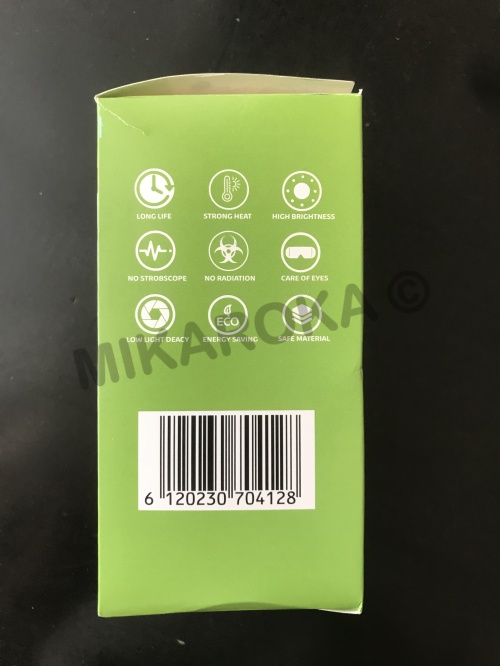 LONG LIFE STRONG HEAT HIGH BRIGHTNESS
NO STROBSCOPE NO RADIATION CARE OF EYES
ECO
LOW LIGHT DEACY ENERGY SAVING SAFE MATERIAL
MIKAROKA ©
6 120230 704128